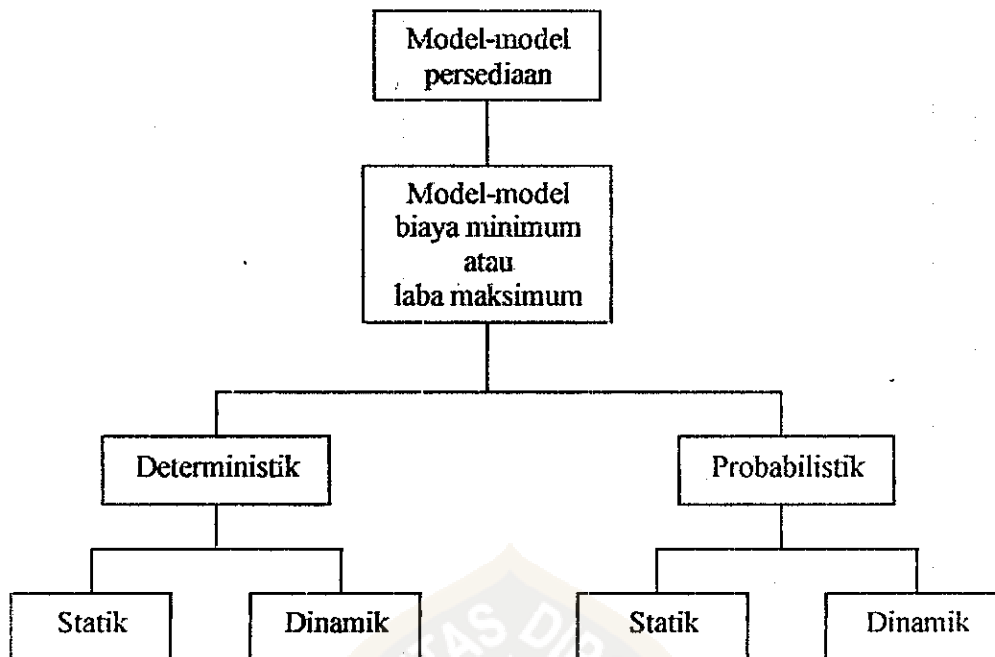 Model-model
persediaan
Model-model
biaya minimum
atau
laba maksimum
Deterministik
Probabilistik
Statik
Dinamik
Statik
Dinamik